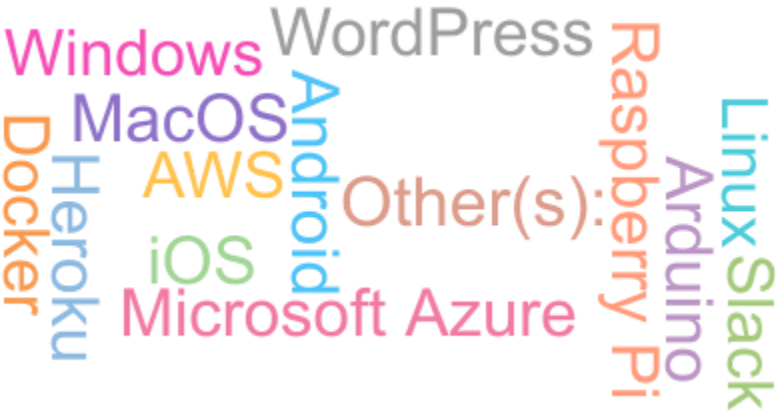 WordPress
Windows
MacOS
Android
Raspberry Pi
Linux
Docker
Heroku
AWS
Other(s):
Arduino
iOS
Slack
Microsoft Azure